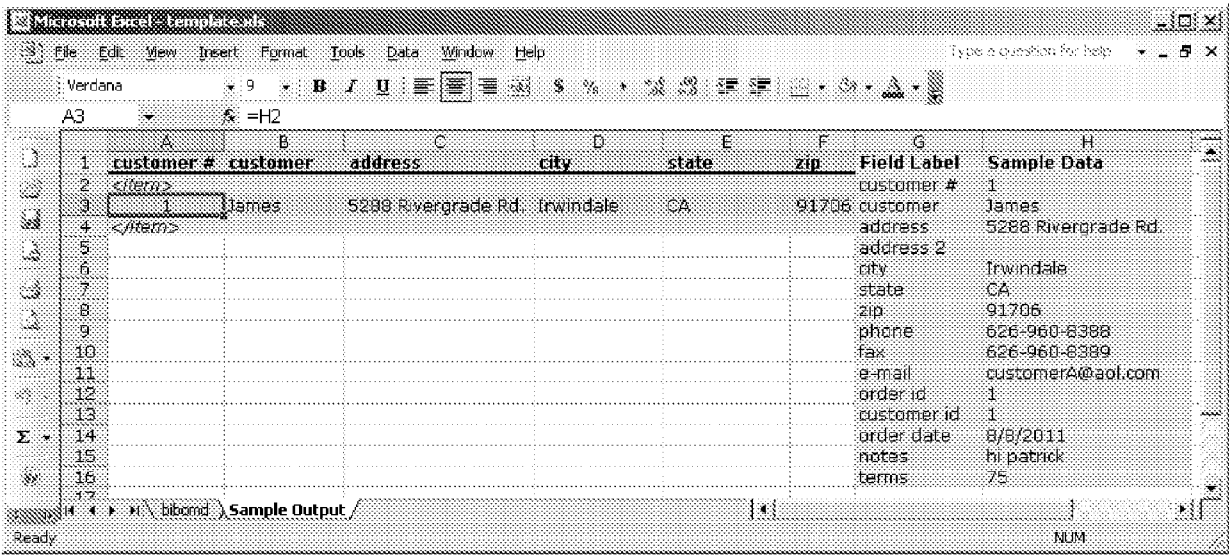 Microsoft Excel - template.xls
File Edit View Insert Format Tools Data Window Help Type a question for help
Verdana 9 B I U $ % ,
A3 fx =H2
A B C D E F G H
1 customer # customer address city state zip Field Label Sample Data
2 <item> customer # 1
3 1 James 5288 Rivergrade Rd. Irwindale CA 91706 customer James
4 </item> address 5288 Rivergrade Rd.
5 address 2
6 city Irwindale
7 state CA
8 zip 91706
9 phone 626-960-8388
10 fax 626-960-8389
11 e-mail customerA@aol.com
12 order id 1
13 customer id 1
14 order date 8/8/2011
15 notes hi patrick
16 terms 75
17
bibomd Sample Output
Ready NUM